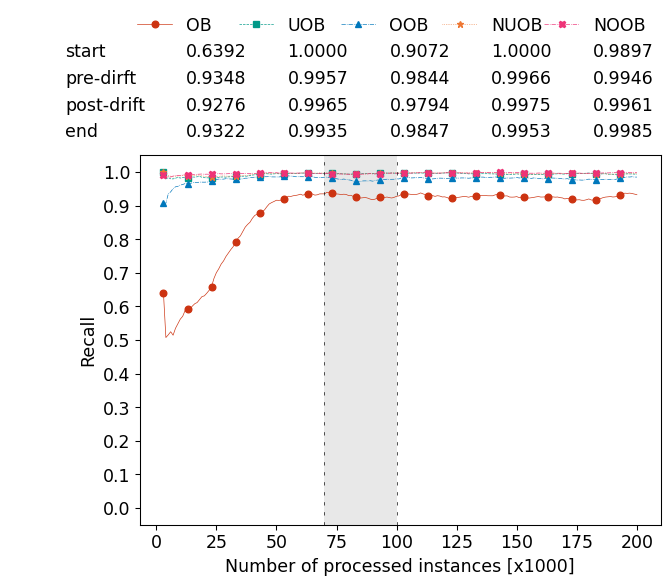 OB UOB OOB NUOB NOOB
start 0.6392 1.0000 0.9072 1.0000 0.9897
pre-dirft 0.9348 0.9957 0.9844 0.9966 0.9946
post-drift 0.9276 0.9965 0.9794 0.9975 0.9961
end 0.9322 0.9935 0.9847 0.9953 0.9985
1.0
0.9
0.8
0.7
0.6
0.5
0.4
0.3
0.2
0.1
0.0
Recall
0 25 50 75 100 125 150 175 200
Number of processed instances [x1000]